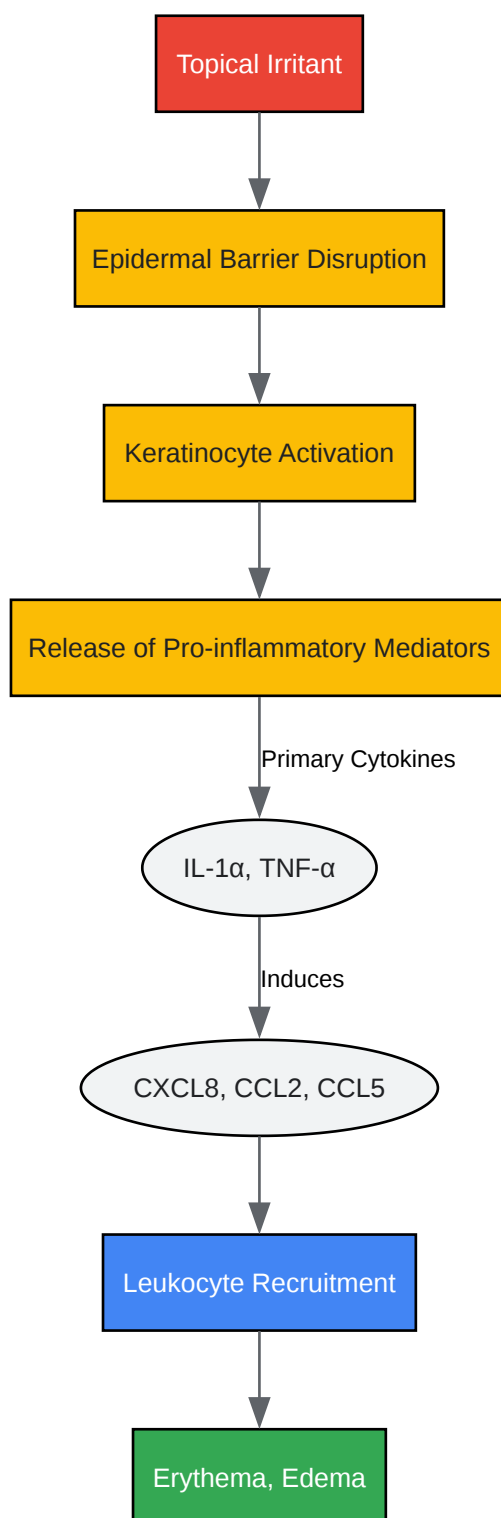 Topical Irritant
Epidermal Barrier Disruption
Keratinocyte Activation
Release of Pro-inflammatory Mediators
Primary Cytokines
IL-1α, TNF-α
Induces
CXCL8, CCL2, CCL5
Leukocyte Recruitment
Erythema, Edema